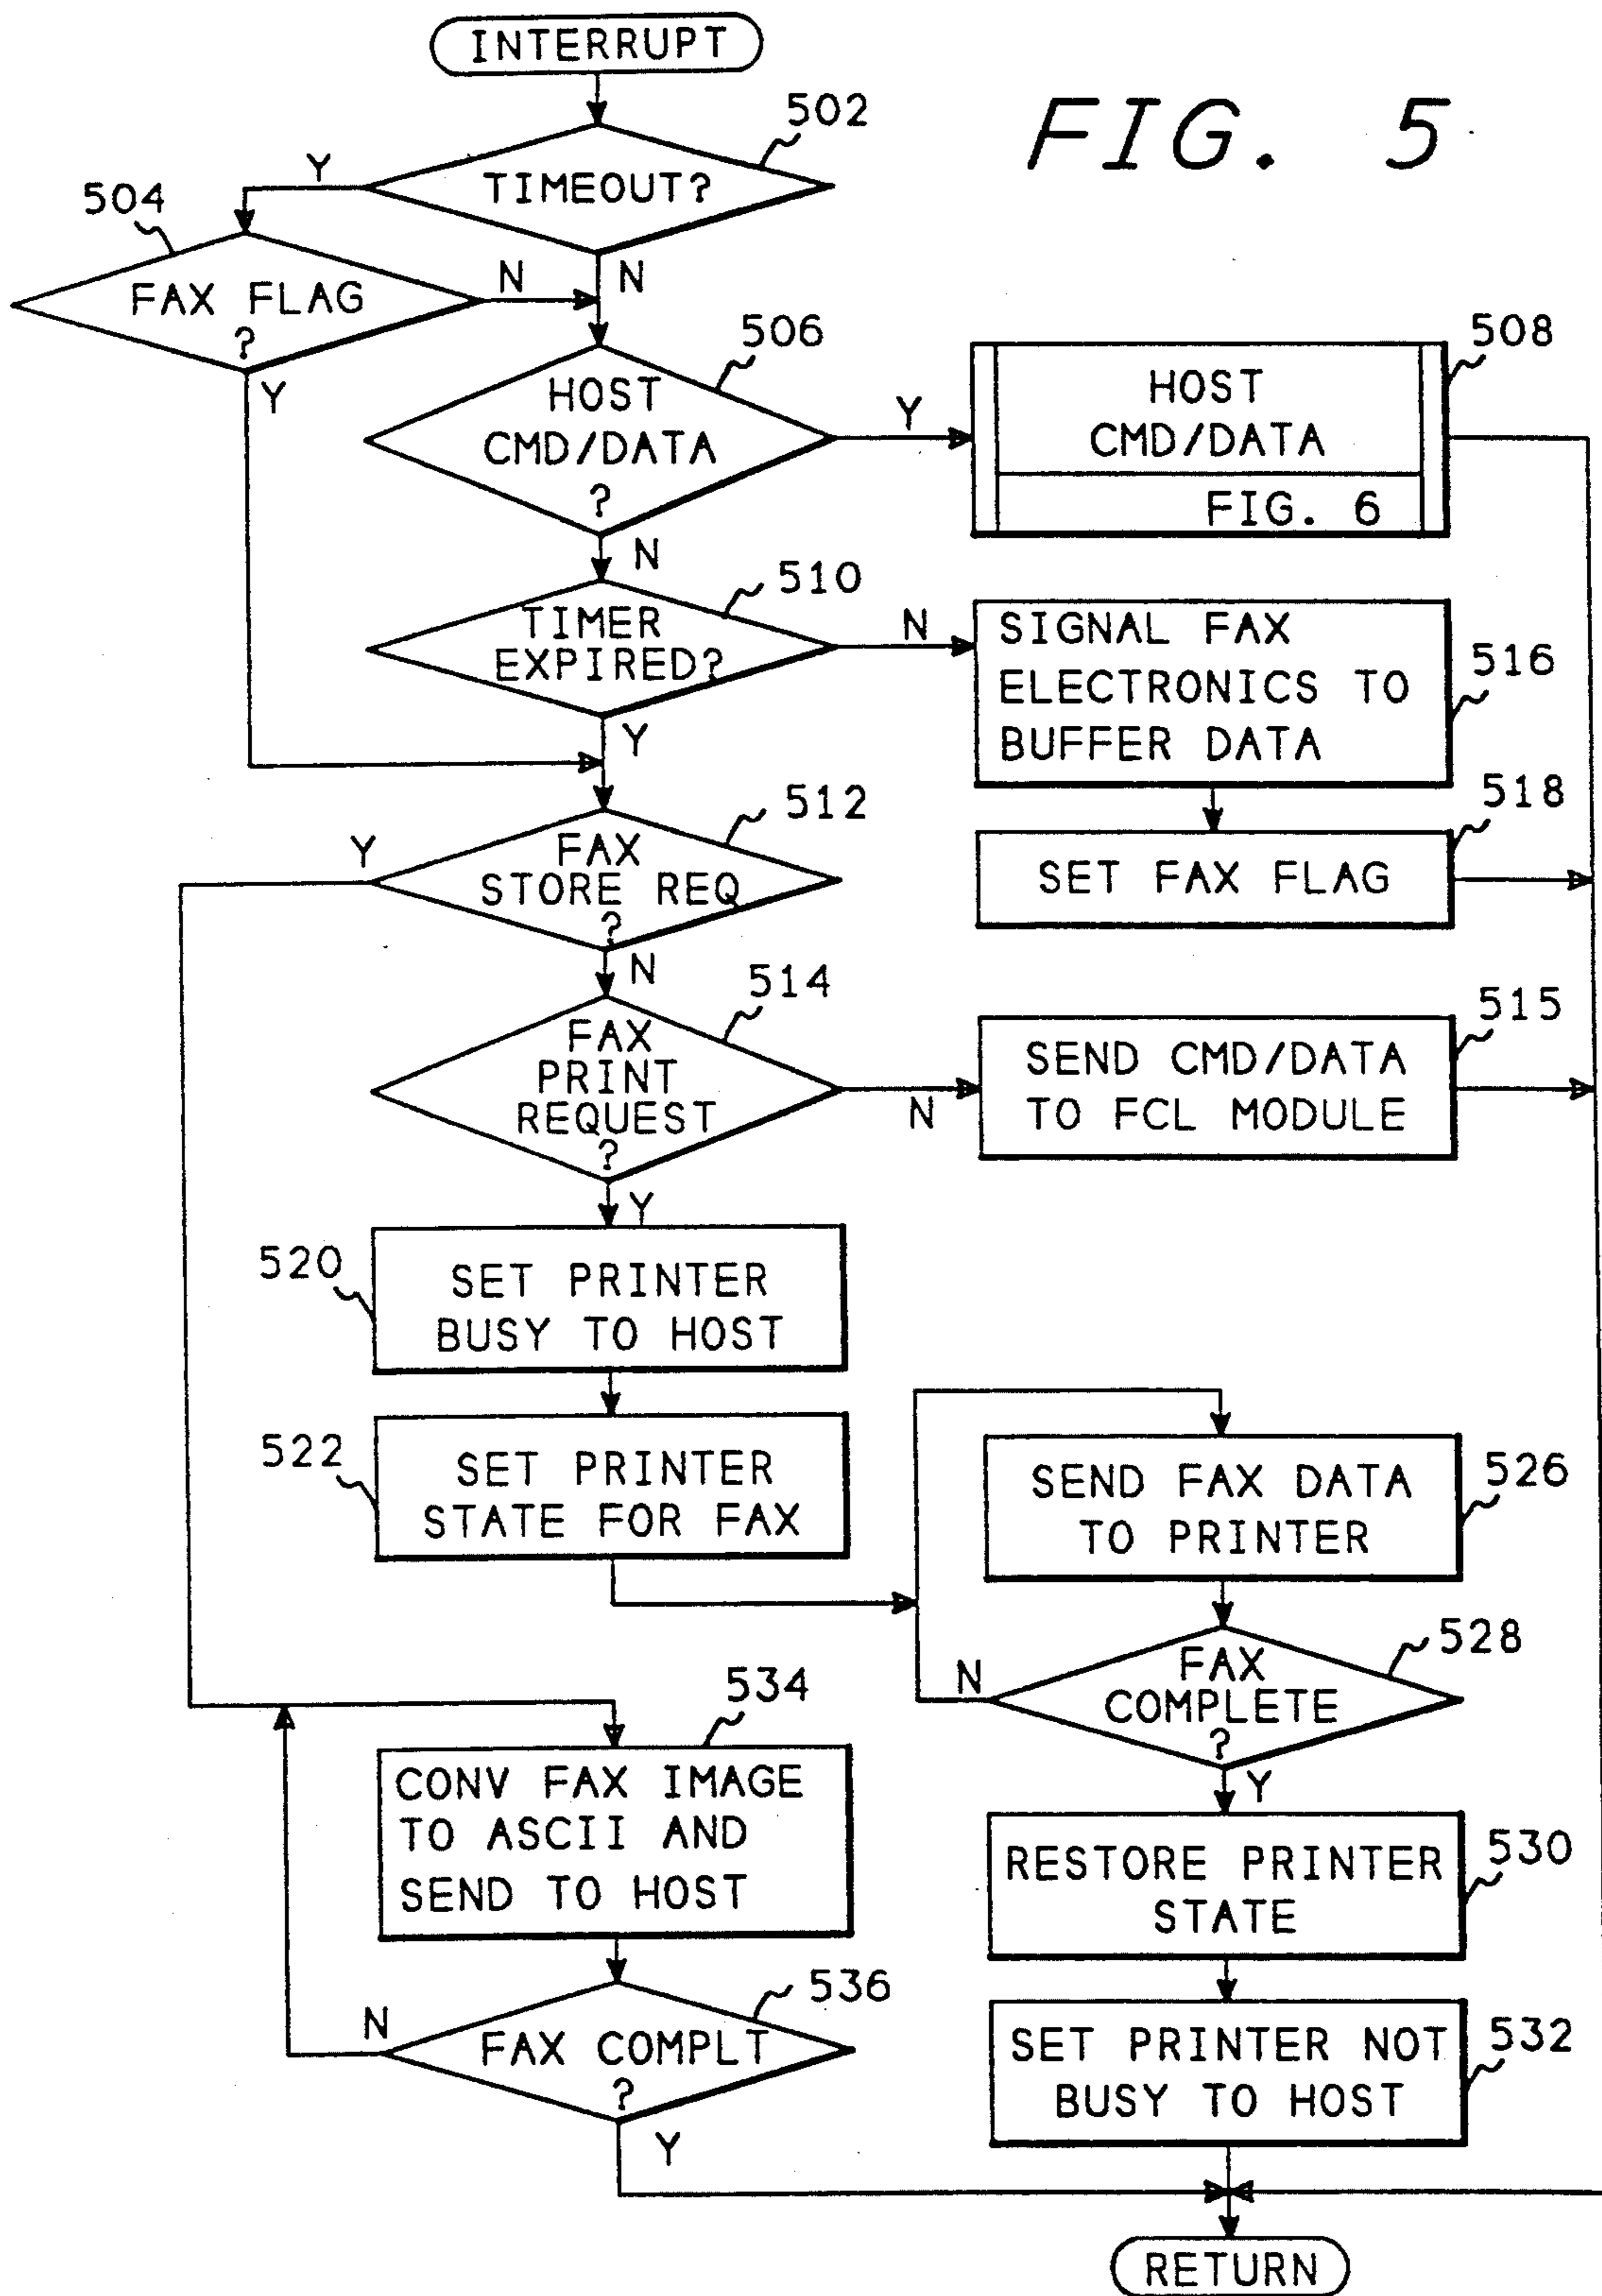 INTERRUPT
FIG. 5
502
TIMEOUT?
Y
N
504
FAX FLAG
?
N
Y
506
HOST
CMD/DATA
?
Y
N
508
HOST
CMD/DATA
FIG. 6
510
TIMER
EXPIRED?
N
Y
SIGNAL FAX
ELECTRONICS TO
BUFFER DATA
516
518
SET FAX FLAG
512
FAX
STORE REQ
?
Y
N
514
FAX
PRINT
REQUEST
?
N
Y
515
SEND CMD/DATA
TO FCL MODULE
520
SET PRINTER
BUSY TO HOST
522
SET PRINTER
STATE FOR FAX
SEND FAX DATA
TO PRINTER
526
528
FAX
COMPLETE
?
N
Y
534
CONV FAX IMAGE
TO ASCII AND
SEND TO HOST
RESTORE PRINTER
STATE
530
536
FAX COMPLT
?
N
Y
SET PRINTER NOT
BUSY TO HOST
532
RETURN